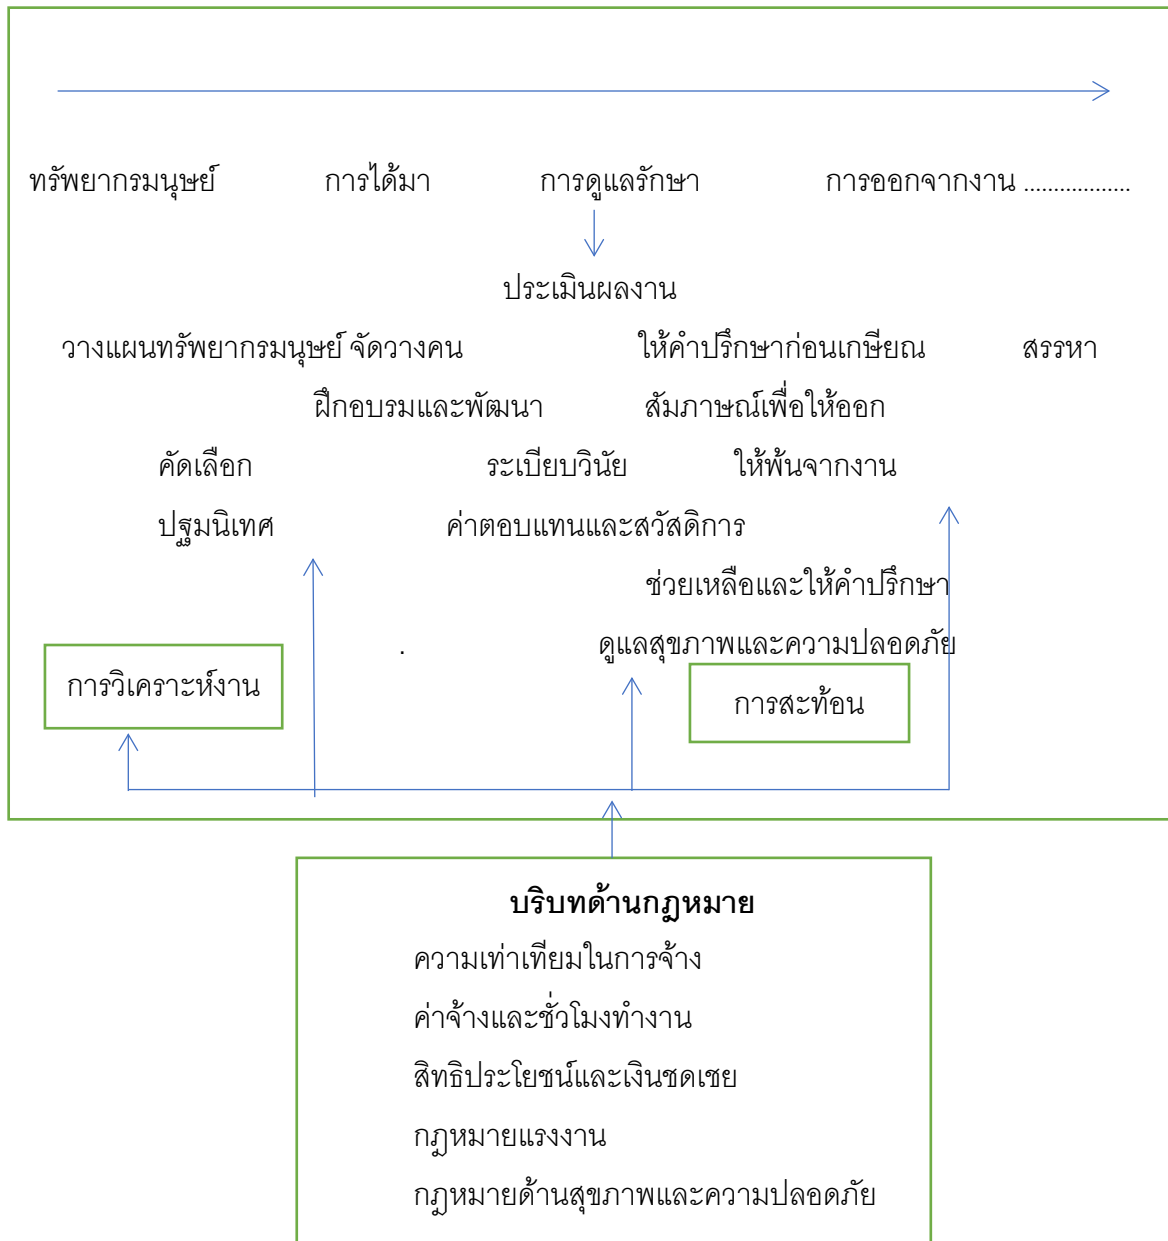 ทรัพยากรมนุษย์ การได้มา การดูแลรักษา การออกจากงาน ..................
ประเมินผลงาน
วางแผนทรัพยากรมนุษย์ จัดวางคน ให้คำปรึกษาก่อนเกษียณ สรรหา
ฝึกอบรมและพัฒนา สัมภาษณ์เพื่อให้ออก
คัดเลือก ระเบียบวินัย ให้พ้นจากงาน
ปฐมนิเทศ ค่าตอบแทนและสวัสดิการ
ช่วยเหลือและให้คำปรึกษา
. ดูแลสุขภาพและความปลอดภัย
การวิเคราะห์งาน การสะท้อน
บริบทด้านกฎหมาย
ความเท่าเทียมในการจ้าง
ค่าจ้างและชั่วโมงทำงาน
สิทธิประโยชน์และเงินชดเชย
กฎหมายแรงงาน
กฎหมายด้านสุขภาพและความปลอดภัย